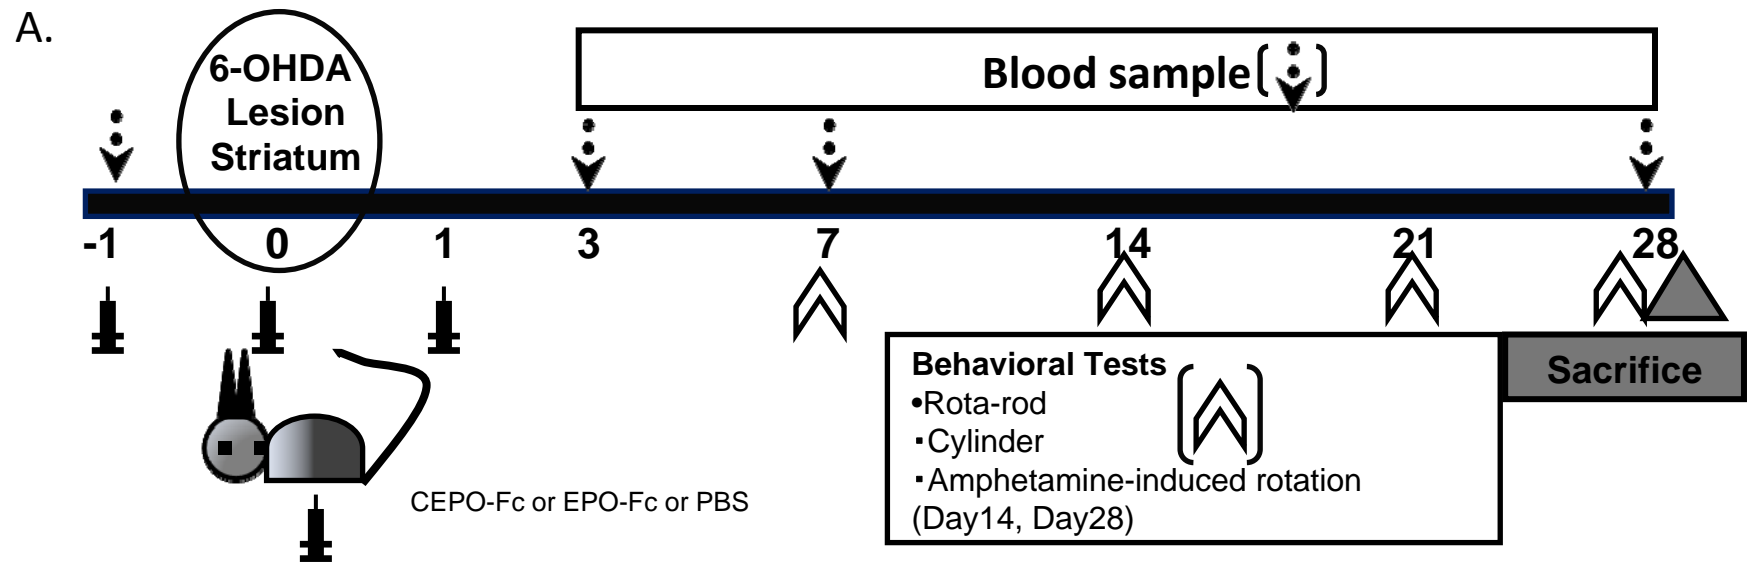 A.
6-OHDA
Lesion
Striatum
Blood sample
-1 0 1 3 7 14 21 28
Behavioral Tests
•Rota-rod
▪Cylinder
▪Amphetamine-induced rotation
(Day14, Day28)
Sacrifice
CEPO-Fc or EPO-Fc or PBS